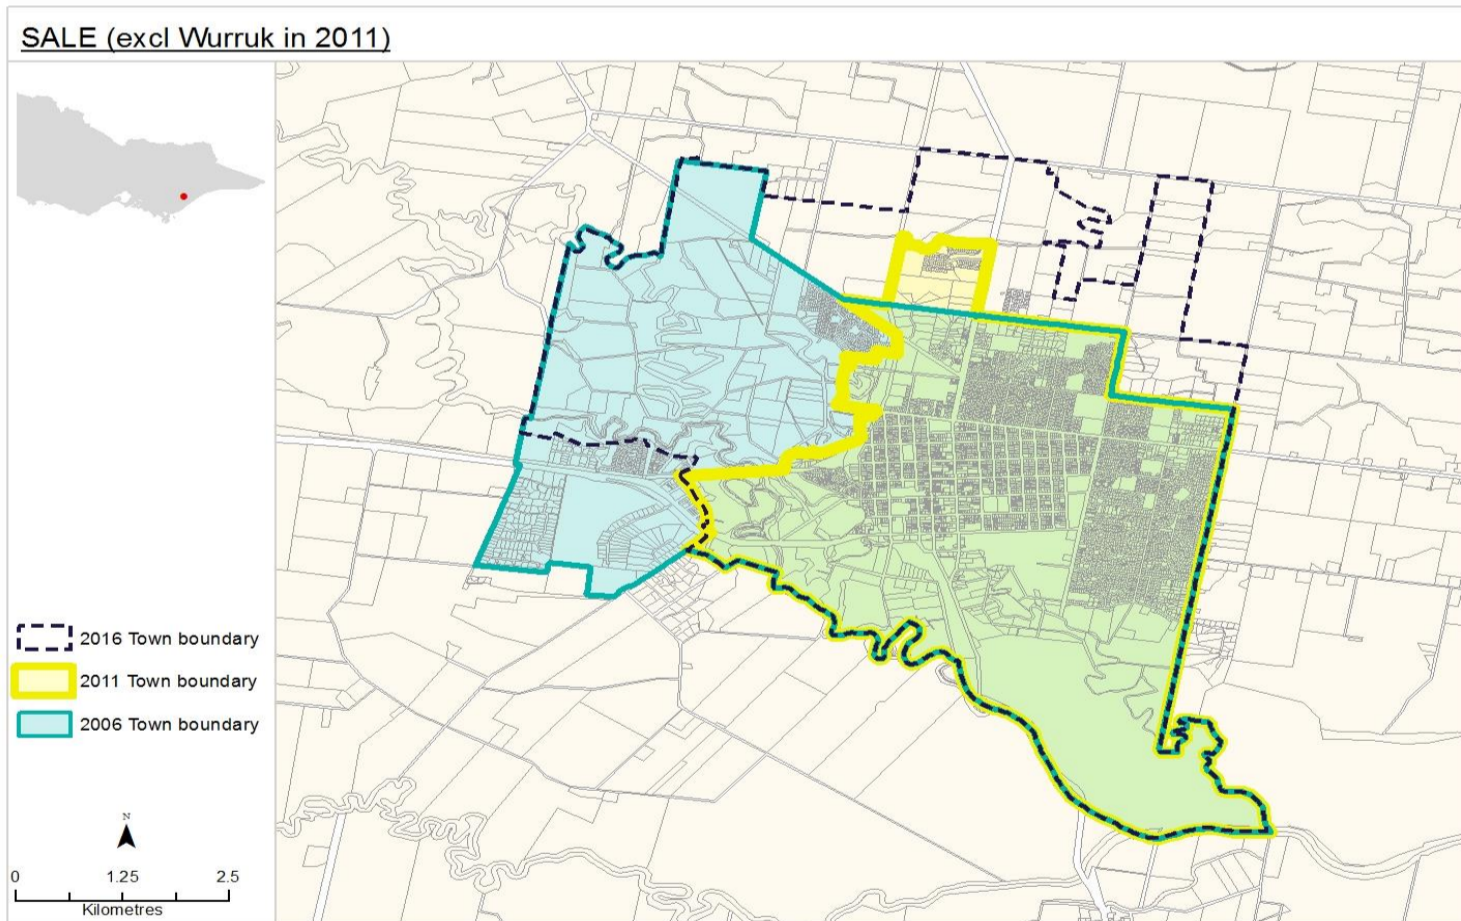 SALE (excl Wurruk in 2011)
2016 Town boundary
2011 Town boundary
2006 Town boundary
N
0 1.25 2.5
Kilometres